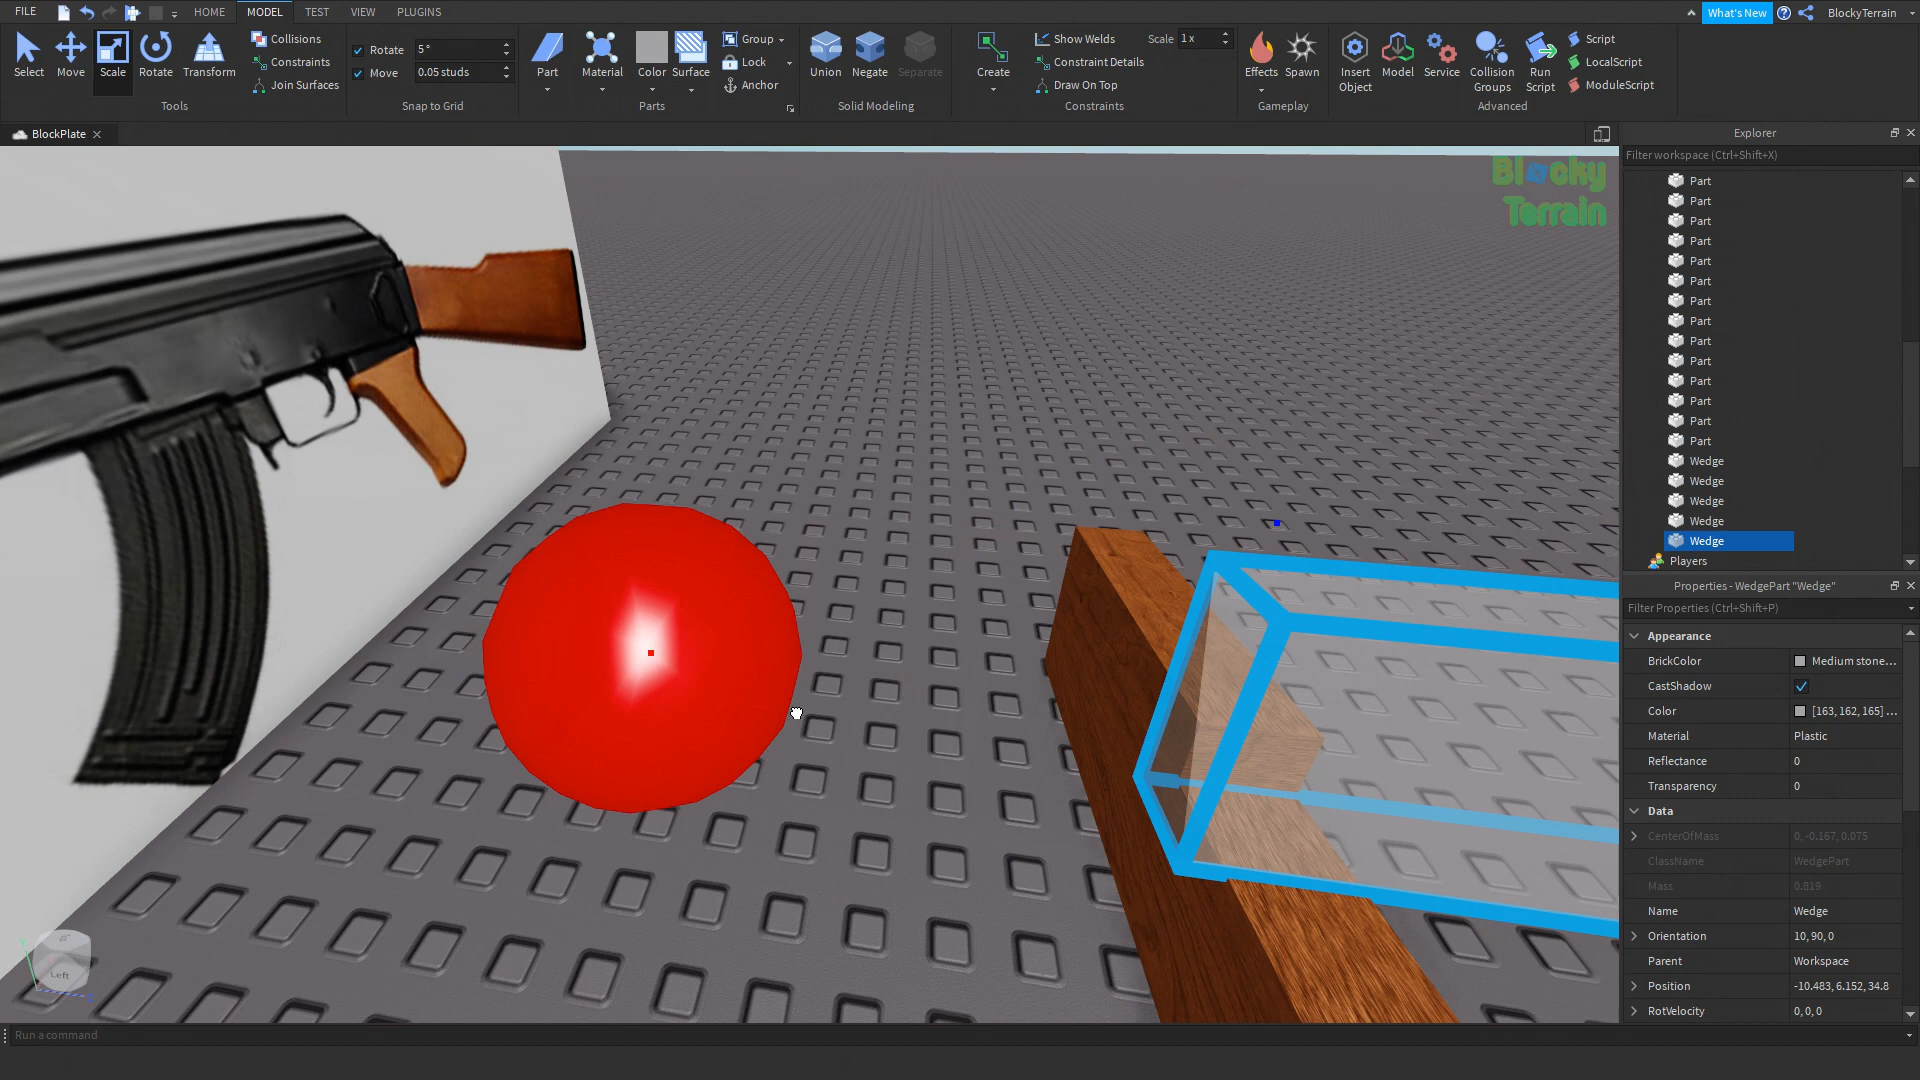 FILE HOME MODEL TEST VIEW PLUGINS What's New BlockyTerrain
Select Move Scale Rotate Transform
Collisions
Constraints
Join Surfaces
Tools
Rotate 5°
Move 0.05 studs
Snap to Grid
Part Material Color Surface
Group
Lock
Anchor
Parts
Union Negate Separate
Solid Modeling
Create
Show Welds
Constraint Details
Draw On Top
Scale 1x
Constraints
Effects Spawn
Gameplay
Insert Object
Model
Service
Collision Groups
Run Script
Script
LocalScript
ModuleScript
Advanced
BlockPlate
Blocky
Terrain
Left
Explorer
Filter workspace (Ctrl+Shift+X)
Part
Part
Part
Part
Part
Part
Part
Part
Part
Part
Part
Part
Part
Part
Wedge
Wedge
Wedge
Wedge
Wedge
Players
Properties - WedgePart "Wedge"
Filter Properties (Ctrl+Shift+P)
Appearance
BrickColor Medium stone...
CastShadow
Color [163, 162, 165] ...
Material Plastic
Reflectance 0
Transparency 0
Data
CenterOfMass 0, -0.167, 0.075
ClassName WedgePart
Mass 0.819
Name Wedge
Orientation 10, 90, 0
Parent Workspace
Position -10.483, 6.152, 34.8
RotVelocity 0, 0, 0
Run a command